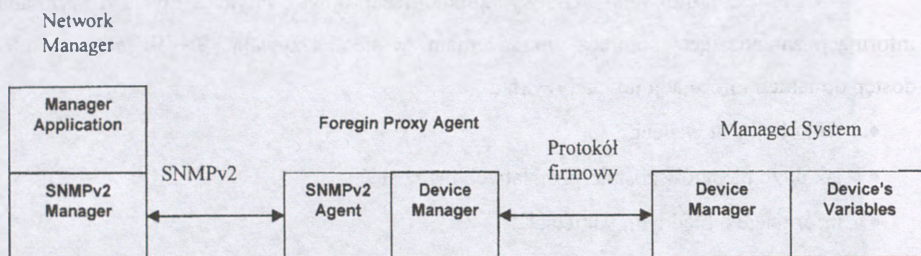 Network
Manager
Manager
Application
Foregin Proxy Agent
Managed System
Protokół
firmowy
SNMPv2
SNMPv2
Manager
SNMPv2
Agent
Device
Manager
Device
Manager
Device's
Variables